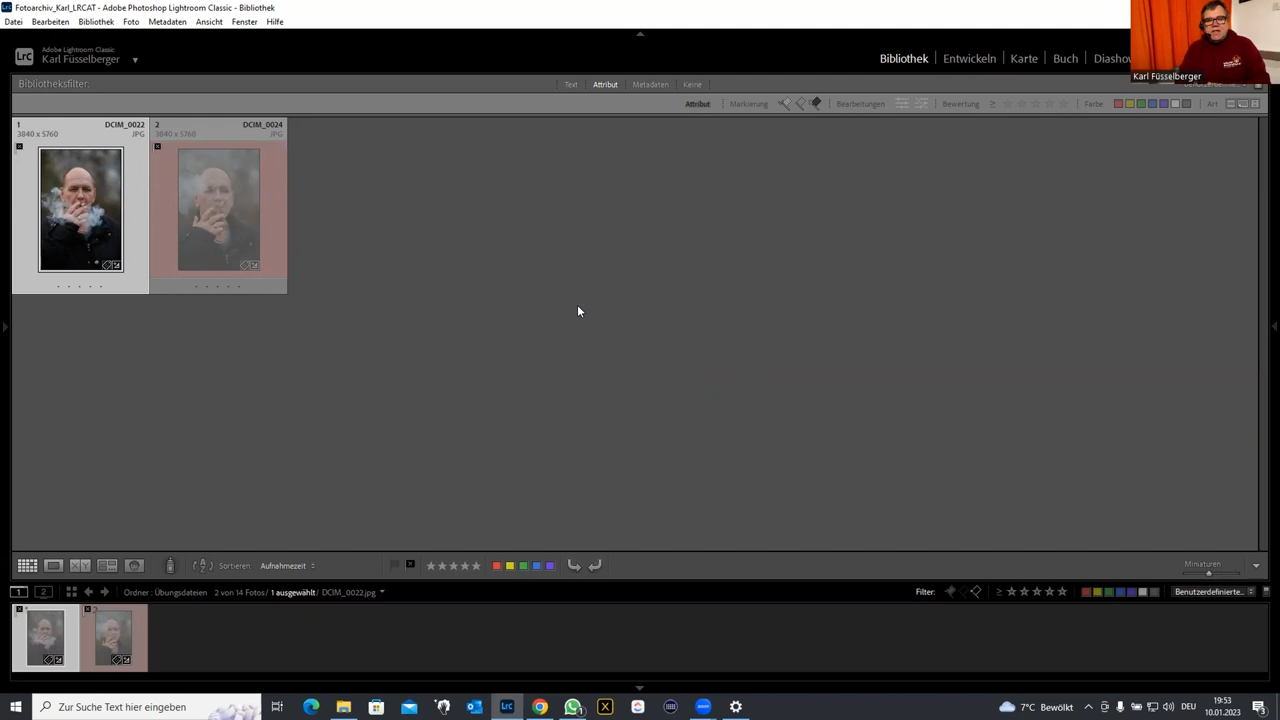 Fotoarchiv_Karl_LRCAT - Adobe Photoshop Lightroom Classic - Bibliothek
Datei Bearbeiten Bibliothek Foto Metadaten Ansicht Fenster Hilfe
Lrc Adobe Lightroom Classic
Karl Füsselberger
Bibliothek Entwickeln Karte Buch Diashow
Karl Füsselberger
Bibliotheksfilter: Text Attribut Metadaten Keine
Attribut Markierung Bearbeitungen Bewertung ≥ Farbe Art
1 DCIM_0022 2 DCIM_0024
3840 x 5760 JPG 3840 x 5760 JPG
Sortieren: Aufnahmezeit Miniaturen
1 2 Ordner : Übungsdateien 2 von 14 Fotos/ 1 ausgewählt/ DCIM_0022.jpg Filter: ≥ Benutzerdefinierte...
Zur Suche Text hier eingeben
Lrc
zoom
7°C Bewölkt
DEU
19:53
10.01.2023